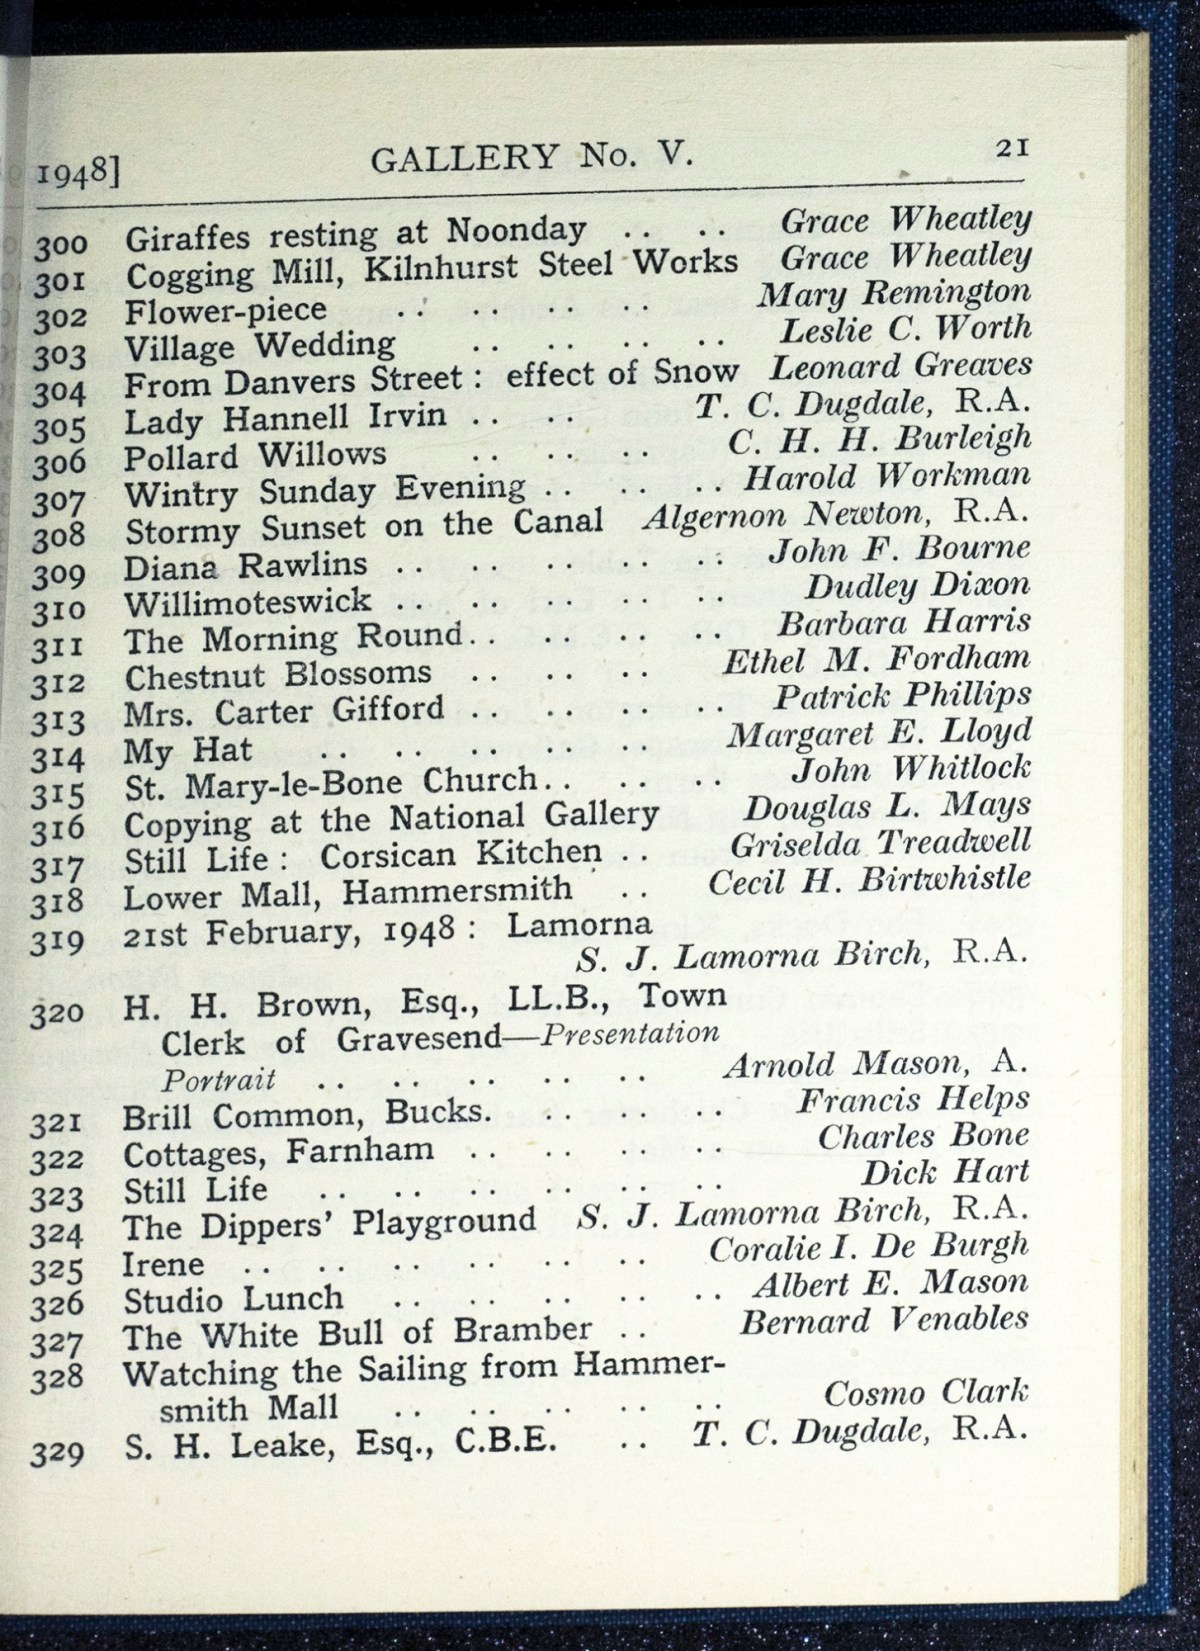 1948] GALLERY No. V. 21
300 Giraffes resting at Noonday .. .. Grace Wheatley
301 Cogging Mill, Kilnhurst Steel Works Grace Wheatley
302 Flower-piece .. .. .. .. Mary Remington
303 Village Wedding .. .. .. .. Leslie C. Worth
304 From Danvers Street : effect of Snow Leonard Greaves
305 Lady Hannell Irvin .. .. T. C. Dugdale, R.A.
306 Pollard Willows .. .. .. C. H. H. Burleigh
307 Wintry Sunday Evening .. .. .. Harold Workman
308 Stormy Sunset on the Canal Algernon Newton, R.A.
309 Diana Rawlins .. .. .. .. .. John F. Bourne
310 Willimoteswick .. .. .. .. .. Dudley Dixon
311 The Morning Round .. .. .. .. Barbara Harris
312 Chestnut Blossoms .. .. .. Ethel M. Fordham
313 Mrs. Carter Gifford .. .. .. .. Patrick Phillips
314 My Hat .. .. .. .. .. Margaret E. Lloyd
315 St. Mary-le-Bone Church .. .. .. John Whitlock
316 Copying at the National Gallery Douglas L. Mays
317 Still Life : Corsican Kitchen .. Griselda Treadwell
318 Lower Mall, Hammersmith .. Cecil H. Birtwhistle
319 21st February, 1948 : Lamorna
S. J. Lamorna Birch, R.A.
320 H. H. Brown, Esq., LL.B., Town
Clerk of Gravesend—Presentation
Portrait .. .. .. .. .. Arnold Mason, A.
321 Brill Common, Bucks. .. .. .. Francis Helps
322 Cottages, Farnham .. .. .. .. Charles Bone
323 Still Life .. .. .. .. .. .. Dick Hart
324 The Dippers' Playground S. J. Lamorna Birch, R.A.
325 Irene .. .. .. .. .. .. Coralie I. De Burgh
326 Studio Lunch .. .. .. .. .. Albert E. Mason
327 The White Bull of Bramber .. Bernard Venables
328 Watching the Sailing from Hammer-
smith Mall .. .. .. .. .. Cosmo Clark
329 S. H. Leake, Esq., C.B.E. .. T. C. Dugdale, R.A.